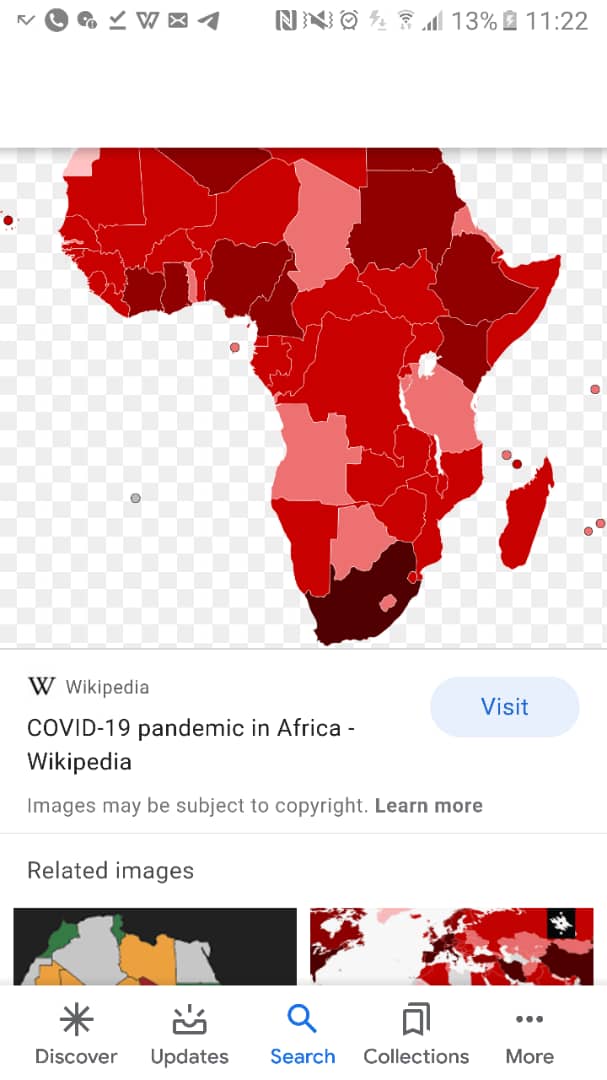 13% 11:22
W Wikipedia
Visit
COVID-19 pandemic in Africa -
Wikipedia
Images may be subject to copyright. Learn more
Related images
Discover Updates Search Collections More